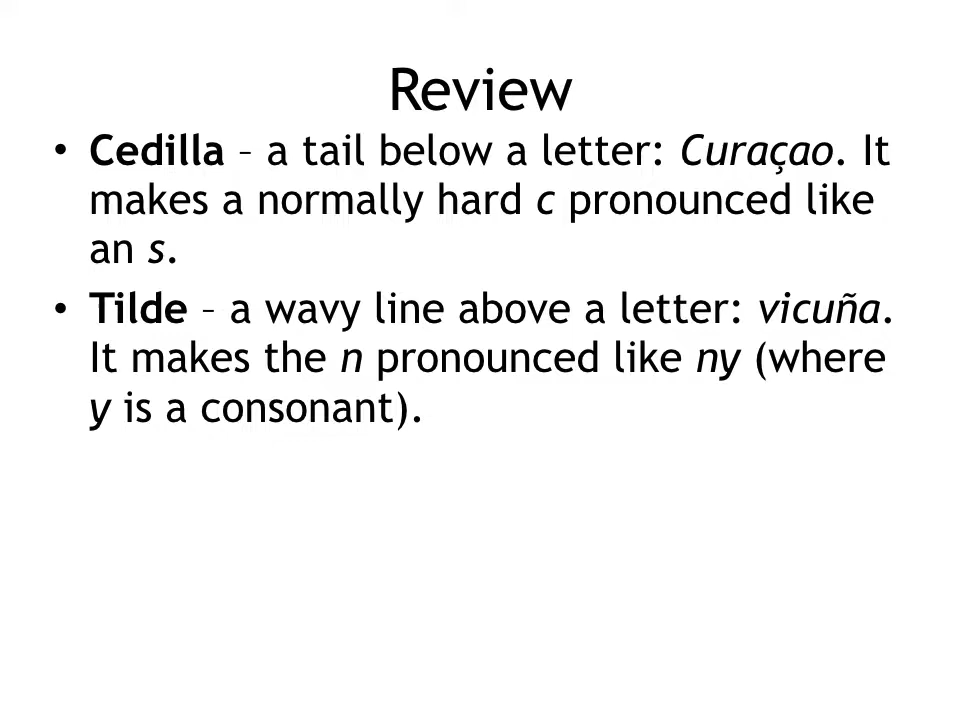 Review
• Cedilla – a tail below a letter: Curaçao. It
makes a normally hard c pronounced like
an s.
• Tilde – a wavy line above a letter: vicuña.
It makes the n pronounced like ny (where
y is a consonant).